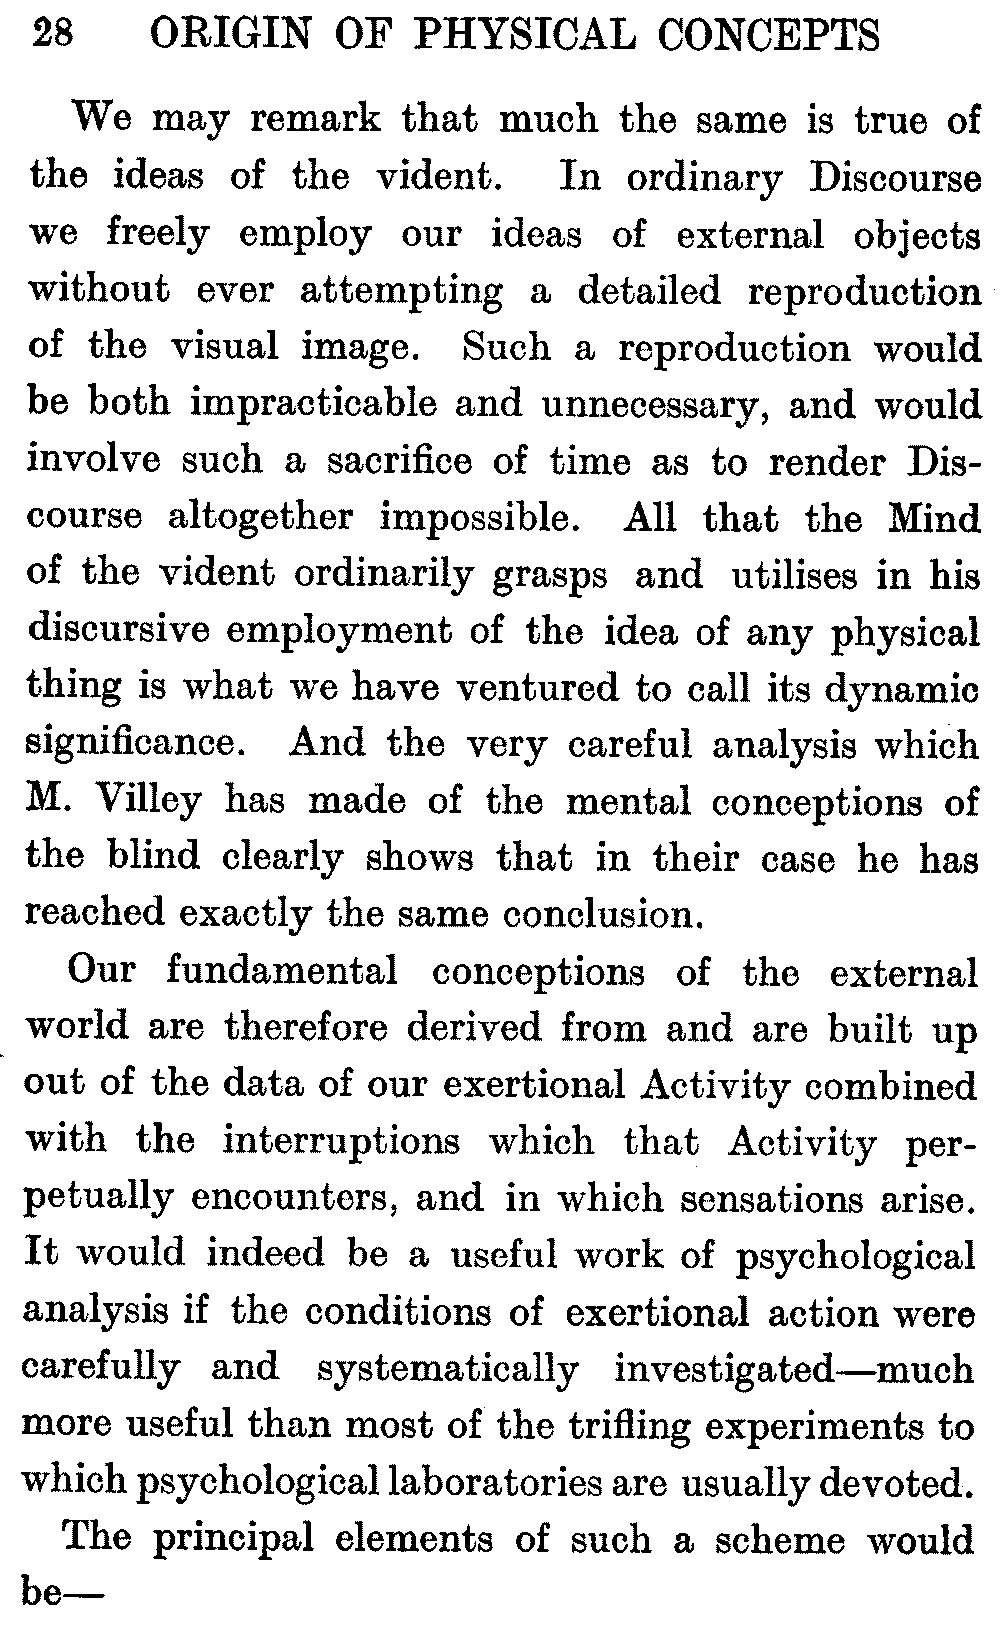 28 ORIGIN OF PHYSICAL CONCEPTS
We may remark that much the same is true of
the ideas of the vident. In ordinary Discourse
we freely employ our ideas of external objects
without ever attempting a detailed reproduction
of the visual image. Such a reproduction would
be both impracticable and unnecessary, and would
involve such a sacrifice of time as to render Dis-
course altogether impossible. All that the Mind
of the vident ordinarily grasps and utilises in his
discursive employment of the idea of any physical
thing is what we have ventured to call its dynamic
significance. And the very careful analysis which
M. Villey has made of the mental conceptions of
the blind clearly shows that in their case he has
reached exactly the same conclusion.
Our fundamental conceptions of the external
world are therefore derived from and are built up
out of the data of our exertional Activity combined
with the interruptions which that Activity per-
petually encounters, and in which sensations arise.
It would indeed be a useful work of psychological
analysis if the conditions of exertional action were
carefully and systematically investigated—much
more useful than most of the trifling experiments to
which psychological laboratories are usually devoted.
The principal elements of such a scheme would
be—